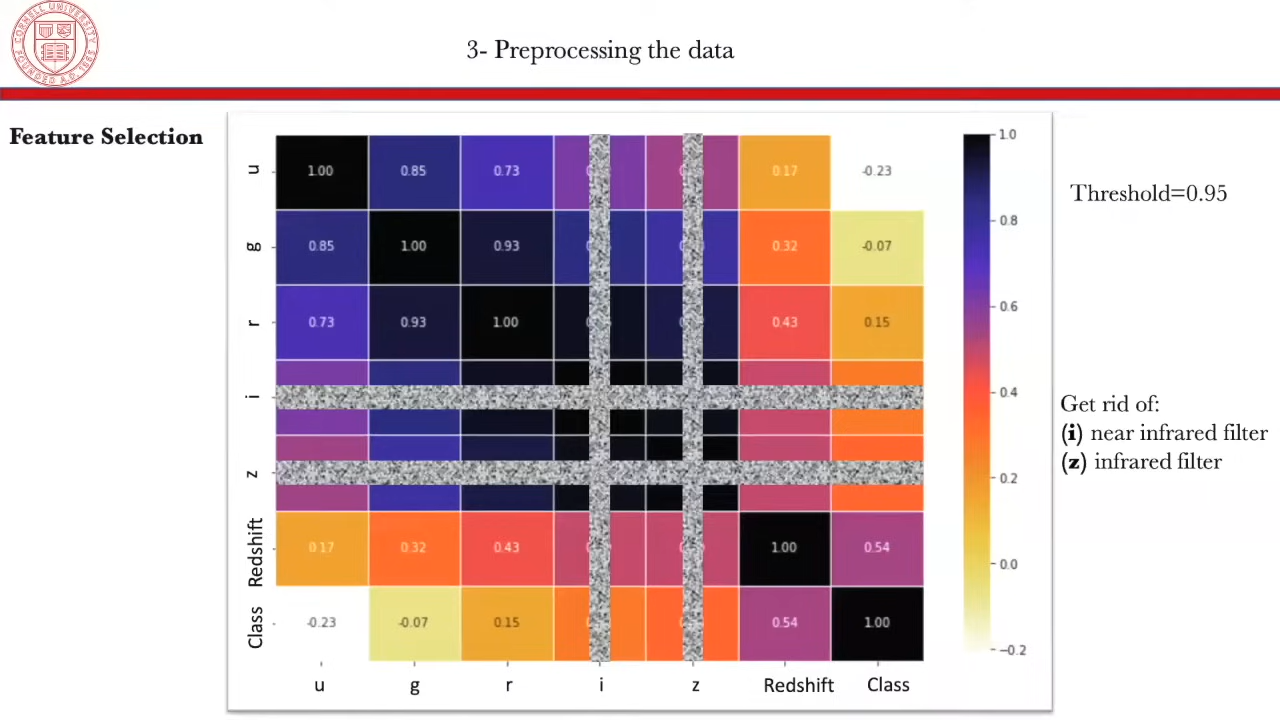 CORNELL UNIVERSITY
FOUNDED A.D. 1865
3- Preprocessing the data
Feature Selection
u 1.00 0.85 0.73 0.17 -0.23
g 0.85 1.00 0.93 0.32 -0.07
r 0.73 0.93 1.00 0.43 0.15
i
z
Redshift 0.17 0.32 0.43 1.00 0.54
Class -0.23 -0.07 0.15 0.54 1.00
u g r i z Redshift Class
1.0
0.8
0.6
0.4
0.2
0.0
−0.2
Threshold=0.95
Get rid of:
(i) near infrared filter
(z) infrared filter